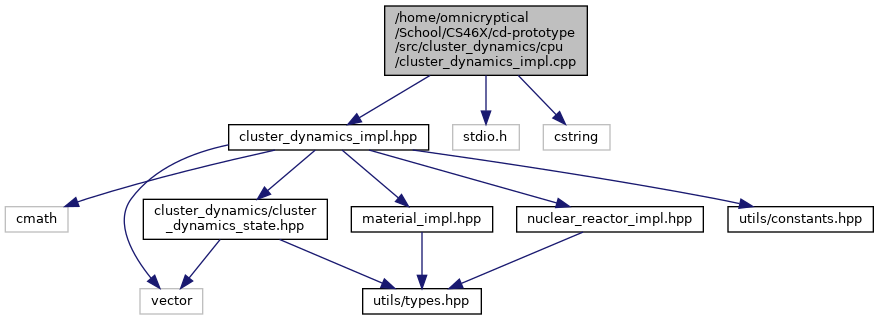 /home/omnicryptical
/School/CS46X/cd-prototype
/src/cluster_dynamics/cpu
/cluster_dynamics_impl.cpp
cluster_dynamics_impl.hpp
stdio.h
cstring
cmath
cluster_dynamics/cluster
_dynamics_state.hpp
material_impl.hpp
nuclear_reactor_impl.hpp
utils/constants.hpp
vector
utils/types.hpp